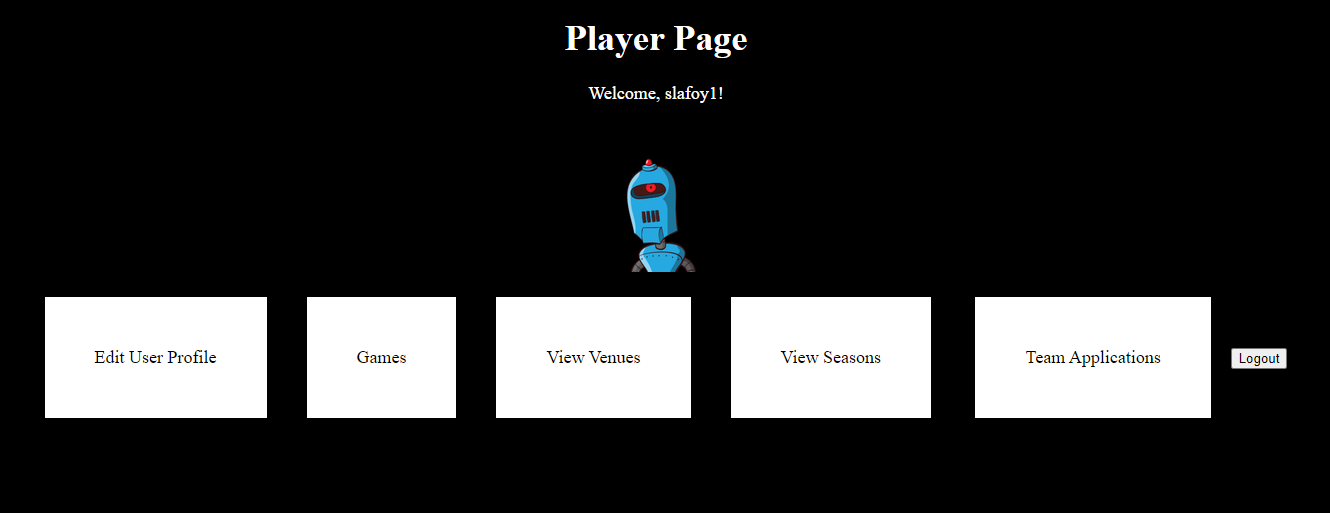 Player Page
Welcome, slafoy1!
Edit User Profile
Games
View Venues
View Seasons
Team Applications
Logout